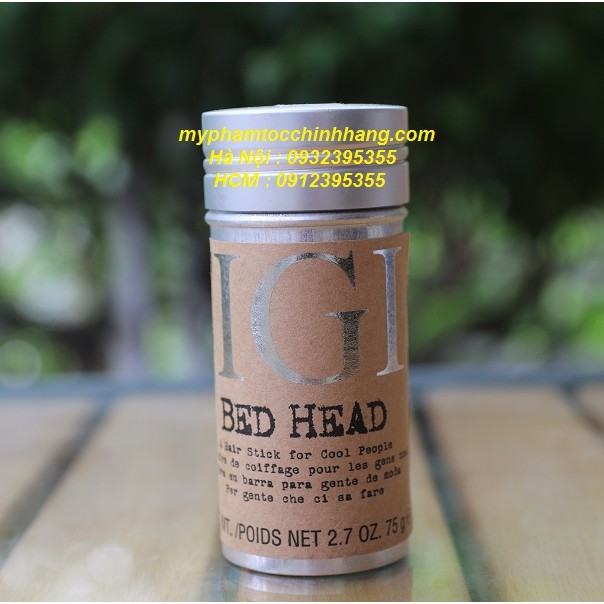 myphamtocchinhhang.com
Hà Nội : 0932395355
HCM : 0912395355
IGI
BED HEAD
A Hair Stick for Cool People
de coiffage pour les gens
en barra para gente de moda
Per gente che ci sa fare
WT./POIDS NET 2.7 OZ. 75 g